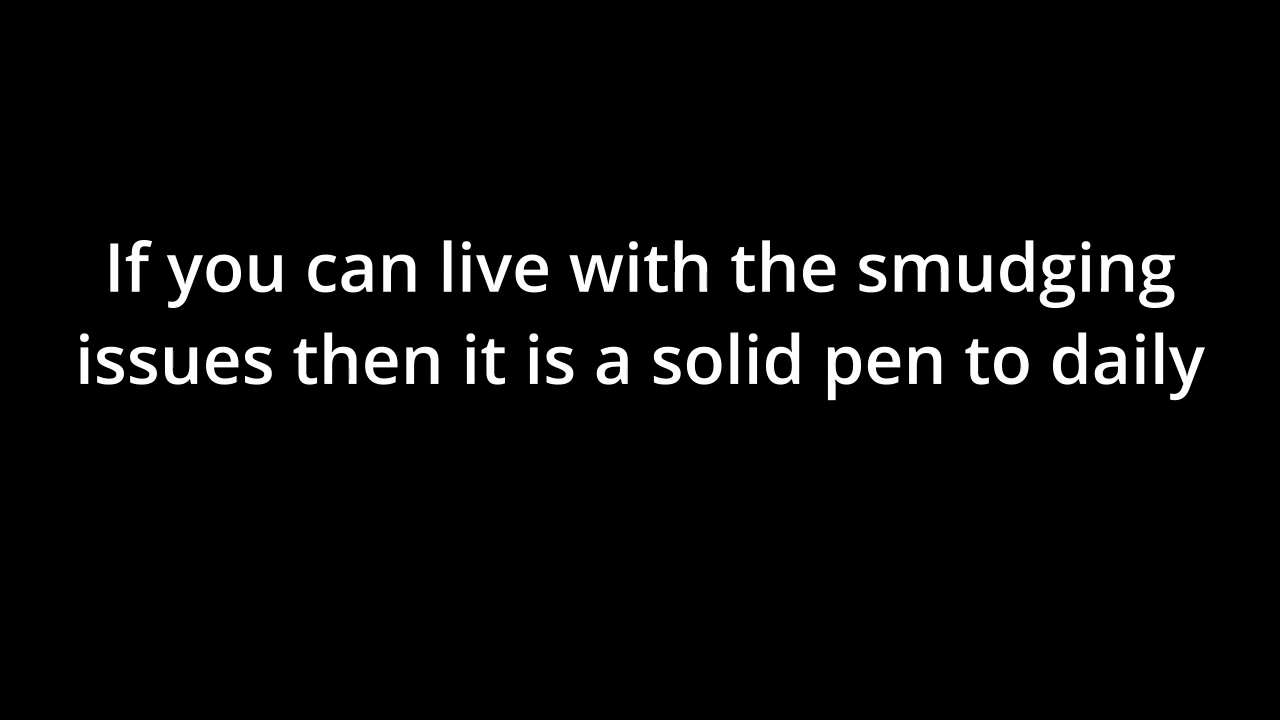 If you can live with the smudging
issues then it is a solid pen to daily